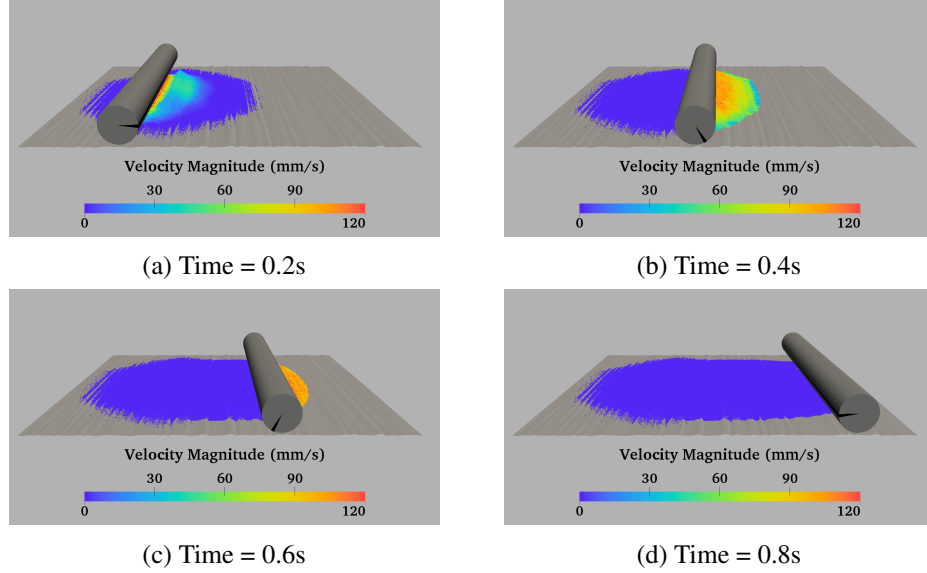 Velocity Magnitude (mm/s)
30 60 90
0 120
(a) Time = 0.2s
Velocity Magnitude (mm/s)
30 60 90
0 120
(b) Time = 0.4s
Velocity Magnitude (mm/s)
30 60 90
0 120
(c) Time = 0.6s
Velocity Magnitude (mm/s)
30 60 90
0 120
(d) Time = 0.8s